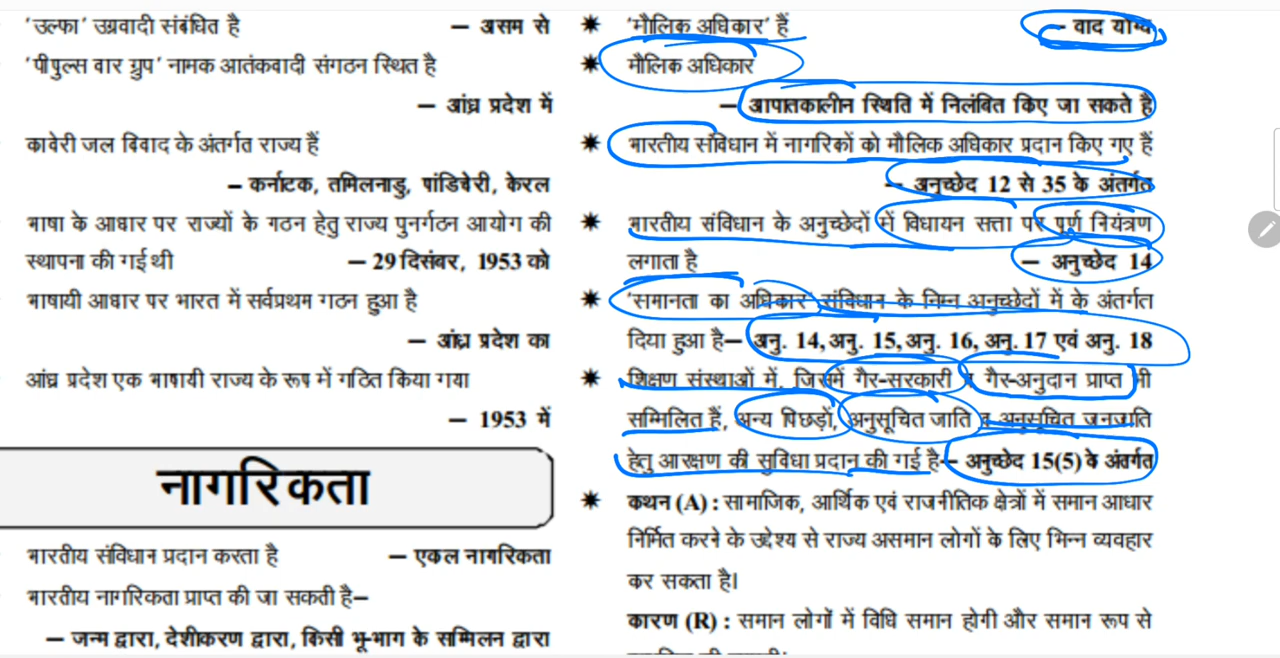 'उल्फा' उग्रवादी संबंधित है — असम से
'पीपुल्स वार ग्रुप' नामक आतंकवादी संगठन स्थित है
— आंध्र प्रदेश में
कावेरी जल विवाद के अंतर्गत राज्य हैं
— कर्नाटक, तमिलनाडु, पांडिचेरी, केरल
भाषा के आधार पर राज्यों के गठन हेतु राज्य पुनर्गठन आयोग की
स्थापना की गई थी — 29 दिसंबर, 1953 को
भाषायी आधार पर भारत में सर्वप्रथम गठन हुआ है
— आंध्र प्रदेश का
आंध्र प्रदेश एक भाषायी राज्य के रूप में गठित किया गया
— 1953 में
नागरिकता
भारतीय संविधान प्रदान करता है — एकल नागरिकता
भारतीय नागरिकता प्राप्त की जा सकती है—
— जन्म द्वारा, देशीकरण द्वारा, किसी भू-भाग के सम्मिलन द्वारा
✷ 'मौलिक अधिकार' हैं — वाद योग्य
✷ मौलिक अधिकार
— आपातकालीन स्थिति में निलंबित किए जा सकते हैं
✷ भारतीय संविधान में नागरिकों को मौलिक अधिकार प्रदान किए गए हैं
— अनुच्छेद 12 से 35 के अंतर्गत
✷ भारतीय संविधान के अनुच्छेदों में विधायन सत्ता पर पूर्ण नियंत्रण
लगाता है — अनुच्छेद 14
✷ 'समानता का अधिकार' संविधान के निम्न अनुच्छेदों में के अंतर्गत
दिया हुआ है— अनु. 14, अनु. 15, अनु. 16, अनु. 17 एवं अनु. 18
✷ शिक्षण संस्थाओं में, जिसमें गैर-सरकारी व गैर-अनुदान प्राप्त भी
सम्मिलित हैं, अन्य पिछड़ों, अनुसूचित जाति व अनुसूचित जनजाति
हेतु आरक्षण की सुविधा प्रदान की गई है— अनुच्छेद 15(5) के अंतर्गत
✷ कथन (A) : सामाजिक, आर्थिक एवं राजनीतिक क्षेत्रों में समान आधार
निर्मित करने के उद्देश्य से राज्य असमान लोगों के लिए भिन्न व्यवहार
कर सकता है।
कारण (R) : समान लोगों में विधि समान होगी और समान रूप से